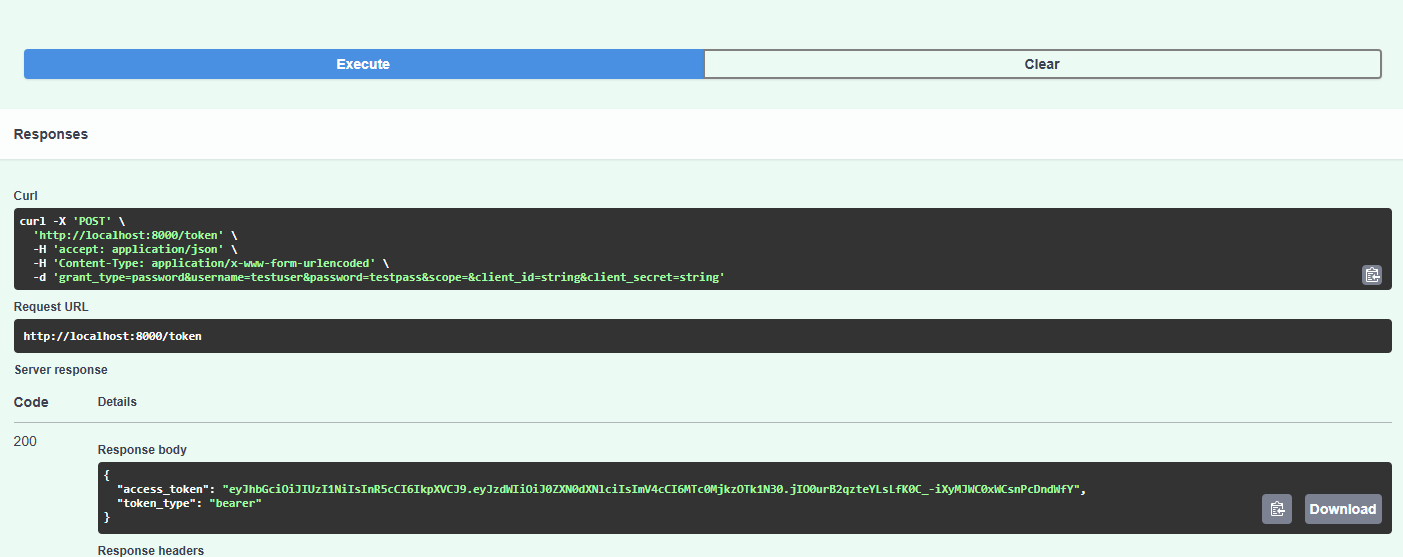 Execute
Clear
Responses
Curl
curl -X 'POST' \
'http://localhost:8000/token' \
-H 'accept: application/json' \
-H 'Content-Type: application/x-www-form-urlencoded' \
-d 'grant_type=password&username=testuser&password=testpass&scope=&client_id=string&client_secret=string'
Request URL
http://localhost:8000/token
Server response
Code
Details
200
Response body
{
"access_token": "eyJhbGciOiJIUzI1NiIsInR5cCI6IkpXVCJ9.eyJzdWIiOiJ0ZXN0dXNlciIsImV4cCI6MTc0MjkzOTk1N30.jIO0urB2qzteYLsLfK0C_-iXyMJWC0xWCsnPcDndWfY",
"token_type": "bearer"
}
Download
Response headers